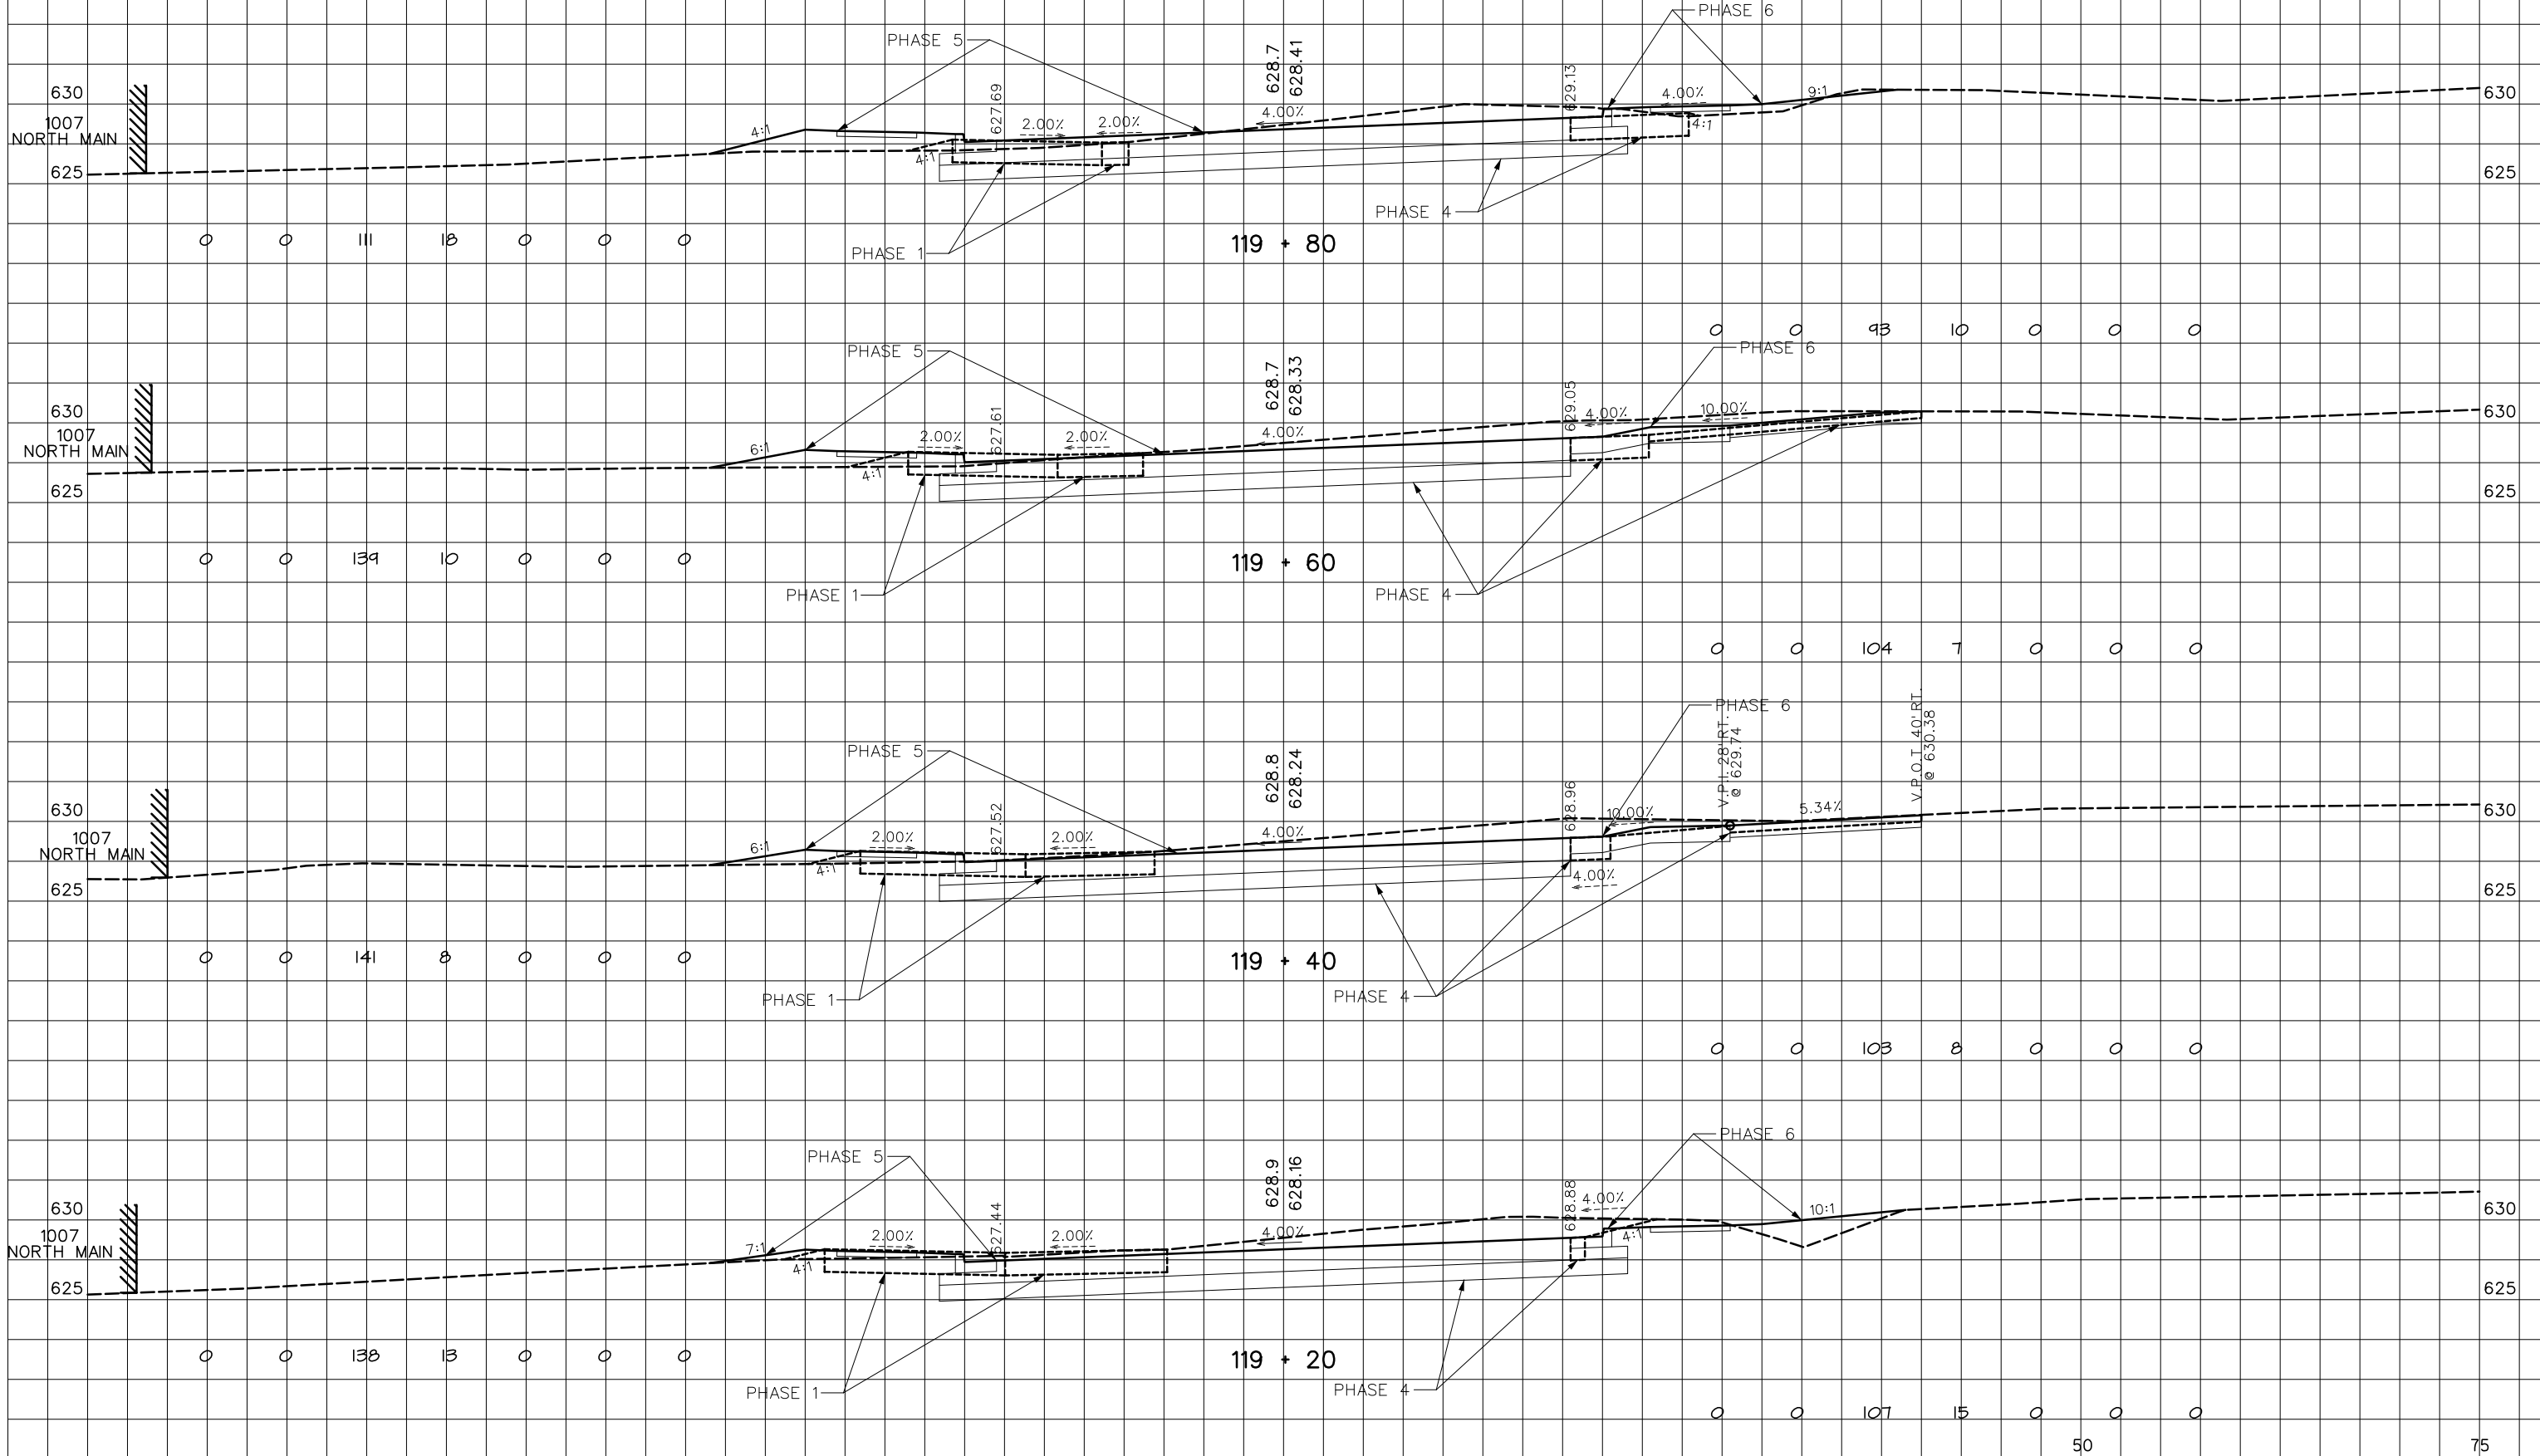 PHASE 6
PHASE 5
628.7
628.41
627.69
629.13
630
1007
NORTH MAIN
625
4:1
4:1
2.00%
2.00%
4.00%
4.00%
9:1
4:1
630
625
PHASE 4
PHASE 1
0 0 111 18 0 0 0
119 + 80
0 0 93 10 0 0 0
PHASE 5
PHASE 6
628.7
628.33
627.61
629.05
630
1007
NORTH MAIN
625
6:1
4:1
2.00%
2.00%
4.00%
4.00%
10.00%
630
625
0 0 139 10 0 0 0
119 + 60
PHASE 1
PHASE 4
0 0 104 7 0 0 0
PHASE 6
PHASE 5
V.P.I. 28' RT.
@ 629.74
V.P.O.T. 40' RT.
@ 630.38
628.8
628.24
627.52
628.96
630
1007
NORTH MAIN
625
6:1
4:1
2.00%
2.00%
4.00%
10.00%
5.34%
4.00%
630
625
0 0 141 8 0 0 0
119 + 40
PHASE 1
PHASE 4
0 0 103 8 0 0 0
PHASE 6
PHASE 5
628.9
628.16
627.44
628.88
630
1007
NORTH MAIN
625
7:1
4:1
2.00%
2.00%
4.00%
4.00%
4:1
10:1
630
625
0 0 138 13 0 0 0
119 + 20
PHASE 1
PHASE 4
0 0 107 15 0 0 0
50 75